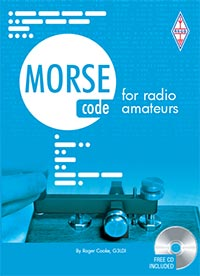 MORSE
code
for radio
amateurs
By Roger Cooke, G3LDI
FREE CD
INCLUDED